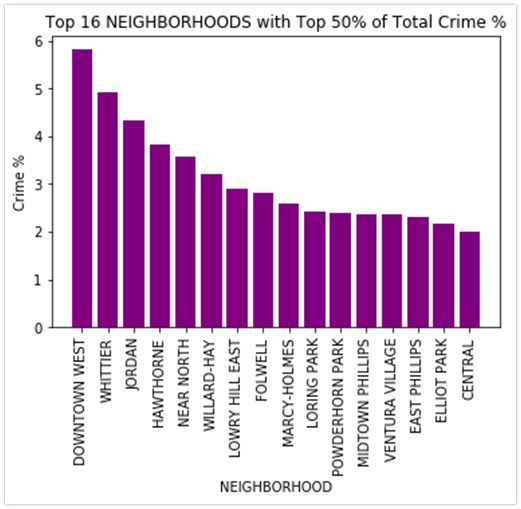 Top 16 NEIGHBORHOODS with Top 50% of Total Crime %
6
5
4
3
2
1
0
Crime %
DOWNTOWN WEST
WHITTIER
JORDAN
HAWTHORNE
NEAR NORTH
WILLARD-HAY
LOWRY HILL EAST
FOLWELL
MARCY-HOLMES
LORING PARK
POWDERHORN PARK
MIDTOWN PHILLIPS
VENTURA VILLAGE
EAST PHILLIPS
ELLIOT PARK
CENTRAL
NEIGHBORHOOD